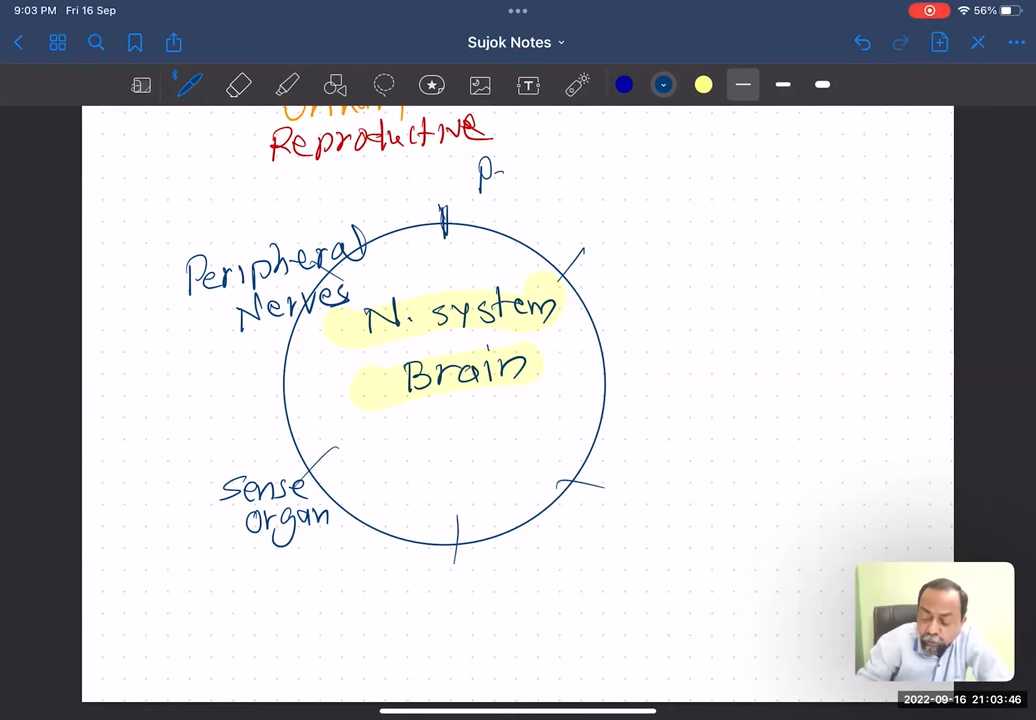 9:03 PM Fri 16 Sep
56%
Sujok Notes
T
Reproductive
P-
Peripheral
Nerves
N. system
Brain
Sense
organ
2022-09-16 21:03:46